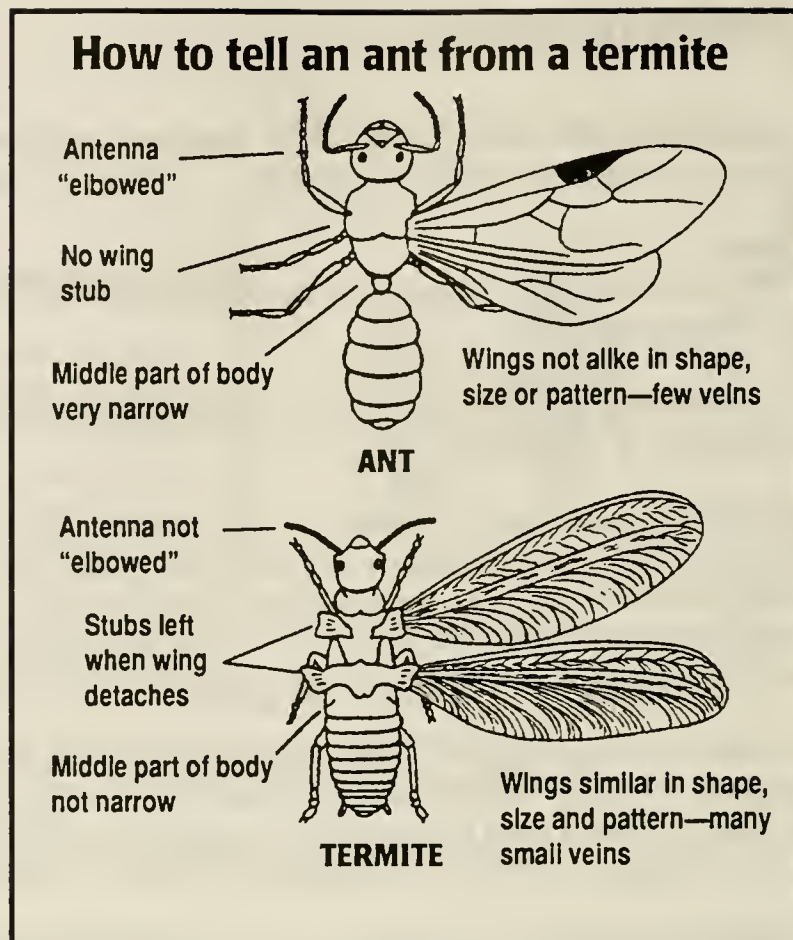 How to tell an ant from a termite
Antenna
“elbowed”
No wing
stub
Middle part of body
very narrow
Wings not alike in shape,
size or pattern—few veins
ANT
Antenna not
“elbowed”
Stubs left
when wing
detaches
Middle part of body
not narrow
Wings similar in shape,
size and pattern—many
small veins
TERMITE